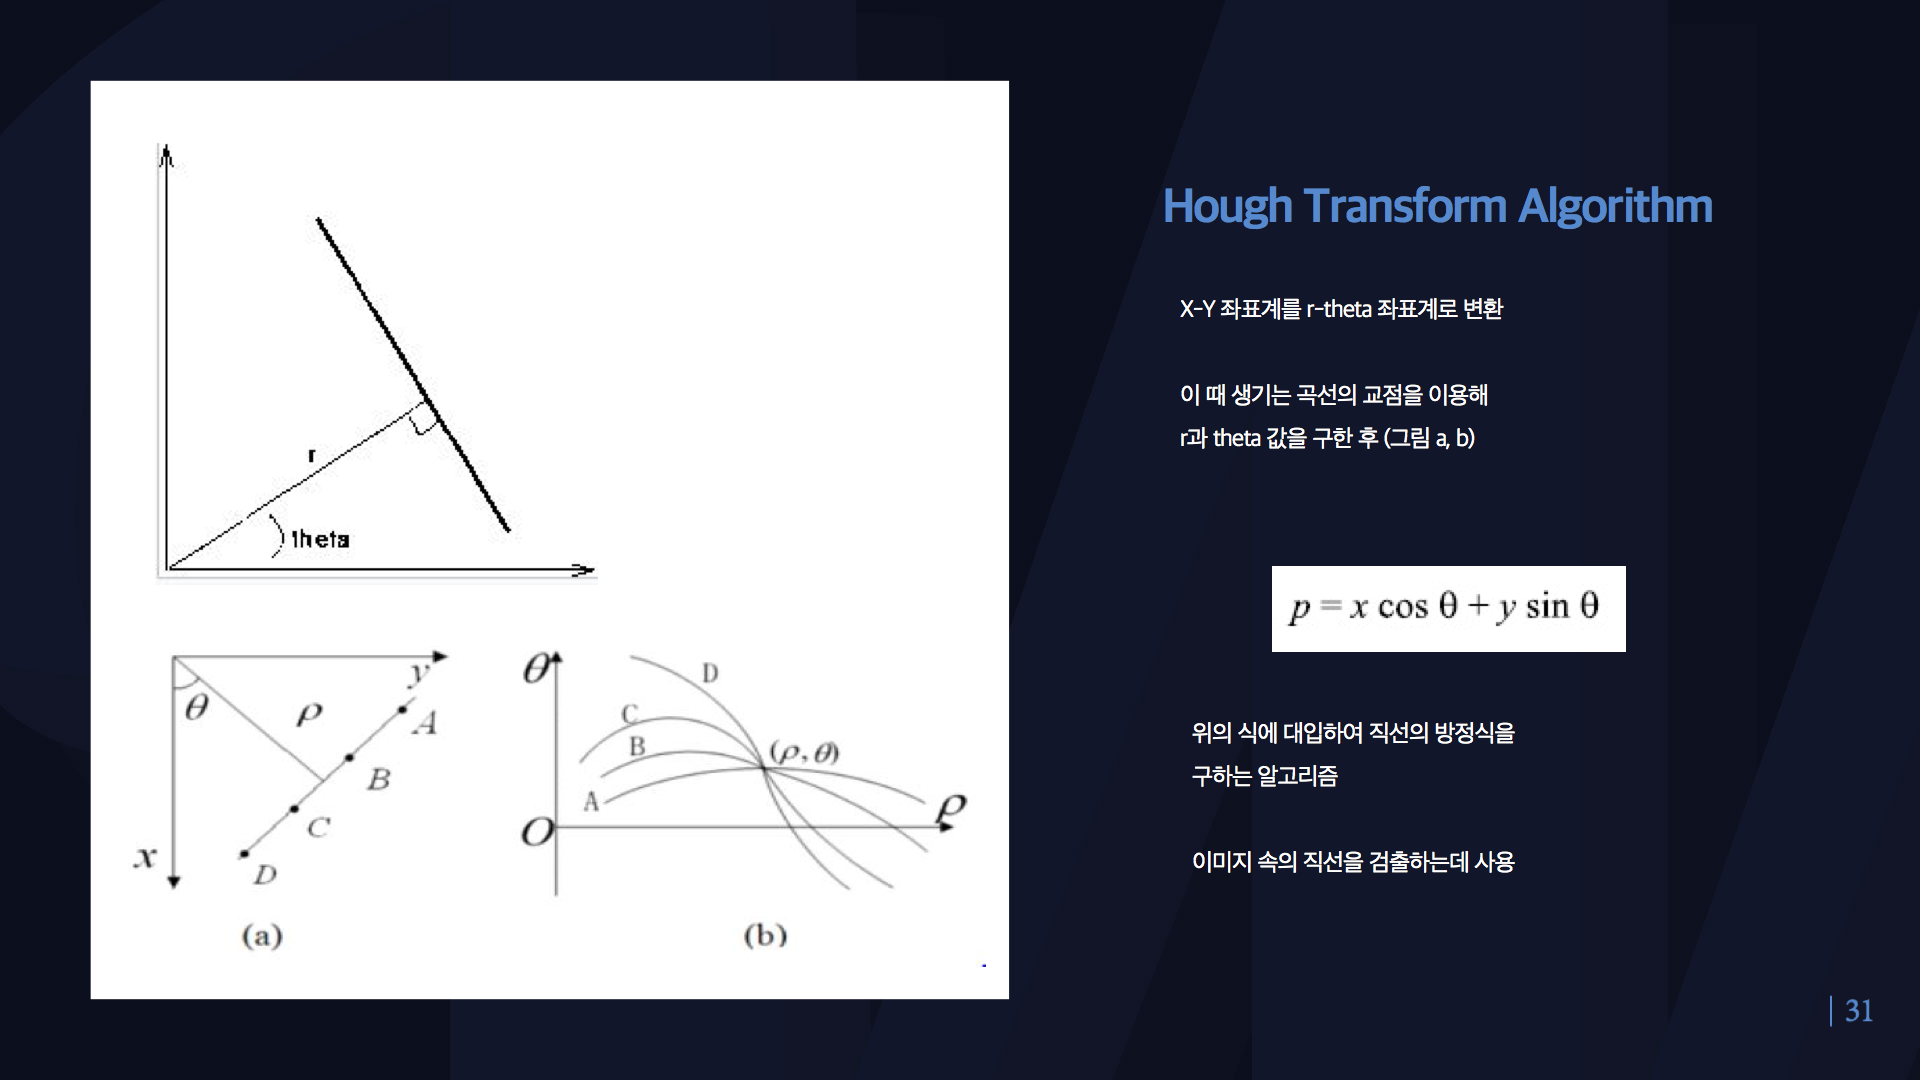 Hough Transform Algorithm
X-Y 좌표계를 r-theta 좌표계로 변환
이 때 생기는 곡선의 교점을 이용해
r과 theta 값을 구한 후 (그림 a, b)
p = x cos θ + y sin θ
위의 식에 대입하여 직선의 방정식을
구하는 알고리즘
이미지 속의 직선을 검출하는데 사용
r
theta
θ
ρ
y
A
B
C
D
x
(a)
θ
D
C
B
A
(ρ, θ)
ρ
O
(b)
31